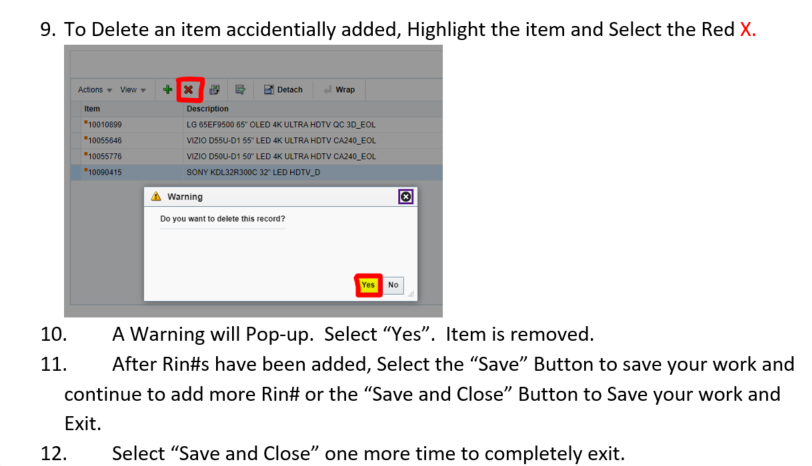 9. To Delete an item accidentially added, Highlight the item and Select the Red X.
Actions View Detach Wrap
Item Description
*10010899 LG 65EF9500 65" OLED 4K ULTRA HDTV QC 3D_EOL
*10055646 VIZIO D55U-D1 55" LED 4K ULTRA HDTV CA240_EOL
*10055776 VIZIO D50U-D1 50" LED 4K ULTRA HDTV CA240_EOL
*10090415 SONY KDL32R300C 32" LED HDTV_D
Warning
Do you want to delete this record?
Yes No
10. A Warning will Pop-up. Select “Yes”. Item is removed.
11. After Rin#s have been added, Select the “Save” Button to save your work and
continue to add more Rin# or the “Save and Close” Button to Save your work and
Exit.
12. Select “Save and Close” one more time to completely exit.